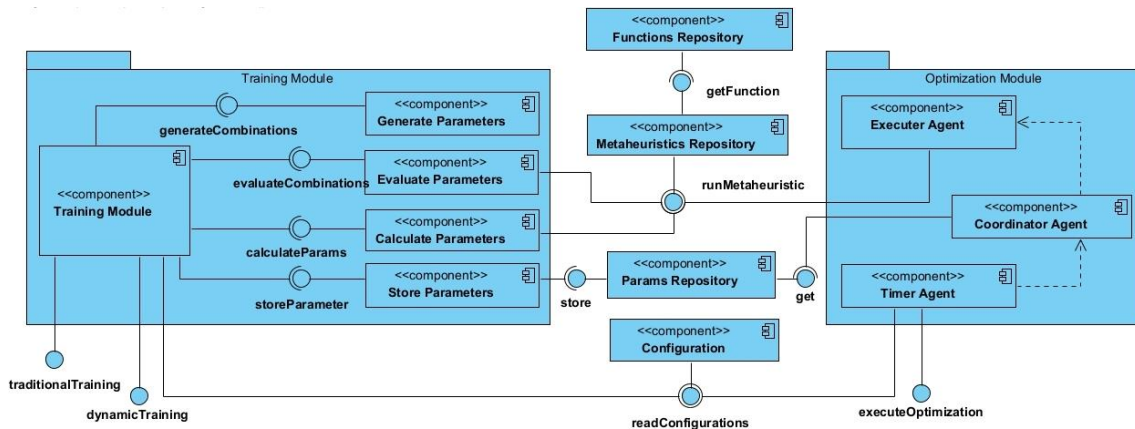 <<component>>
Functions Repository
getFunction
Training Module
Optimization Module
<<component>>
Generate Parameters
generateCombinations
<<component>>
Metaheuristics Repository
<<component>>
Executer Agent
<<component>>
Training Module
<<component>>
Evaluate Parameters
evaluateCombinations
runMetaheuristic
<<component>>
Coordinator Agent
<<component>>
Calculate Parameters
calculateParams
<<component>>
Store Parameters
storeParameter
store
<<component>>
Params Repository
get
<<component>>
Timer Agent
<<component>>
Configuration
traditionalTraining
dynamicTraining
readConfigurations
executeOptimization